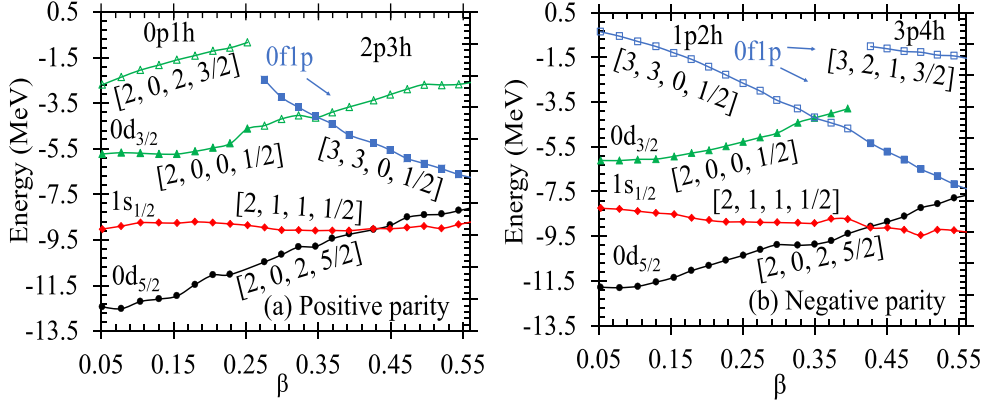 0.5
-1.5
-3.5
-5.5
-7.5
-9.5
-11.5
-13.5
Energy (MeV)
0p1h
2p3h
0f1p
[2, 0, 2, 3/2]
0d3/2
[2, 0, 0, 1/2]
[3, 3, 0, 1/2]
1s1/2
[2, 1, 1, 1/2]
0d5/2
[2, 0, 2, 5/2]
(a) Positive parity
0.05 0.15 0.25 0.35 0.45 0.55
β
0.5
-1.5
-3.5
-5.5
-7.5
-9.5
-11.5
-13.5
Energy (MeV)
1p2h
3p4h
0f1p
[3, 2, 1, 3/2]
[3, 3, 0, 1/2]
0d3/2
[2, 0, 0, 1/2]
1s1/2
[2, 1, 1, 1/2]
0d5/2
[2, 0, 2, 5/2]
(b) Negative parity
0.05 0.15 0.25 0.35 0.45 0.55
β